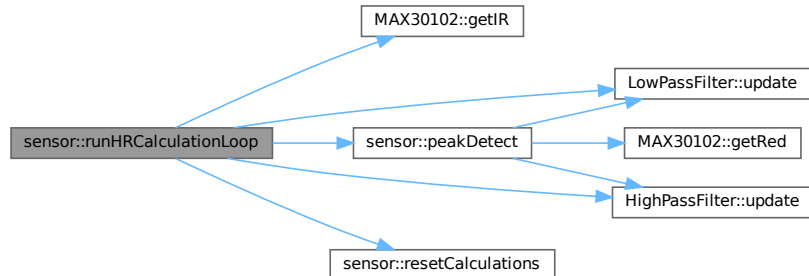 MAX30102::getIR
LowPassFilter::update
sensor::runHRCalculationLoop
sensor::peakDetect
MAX30102::getRed
HighPassFilter::update
sensor::resetCalculations